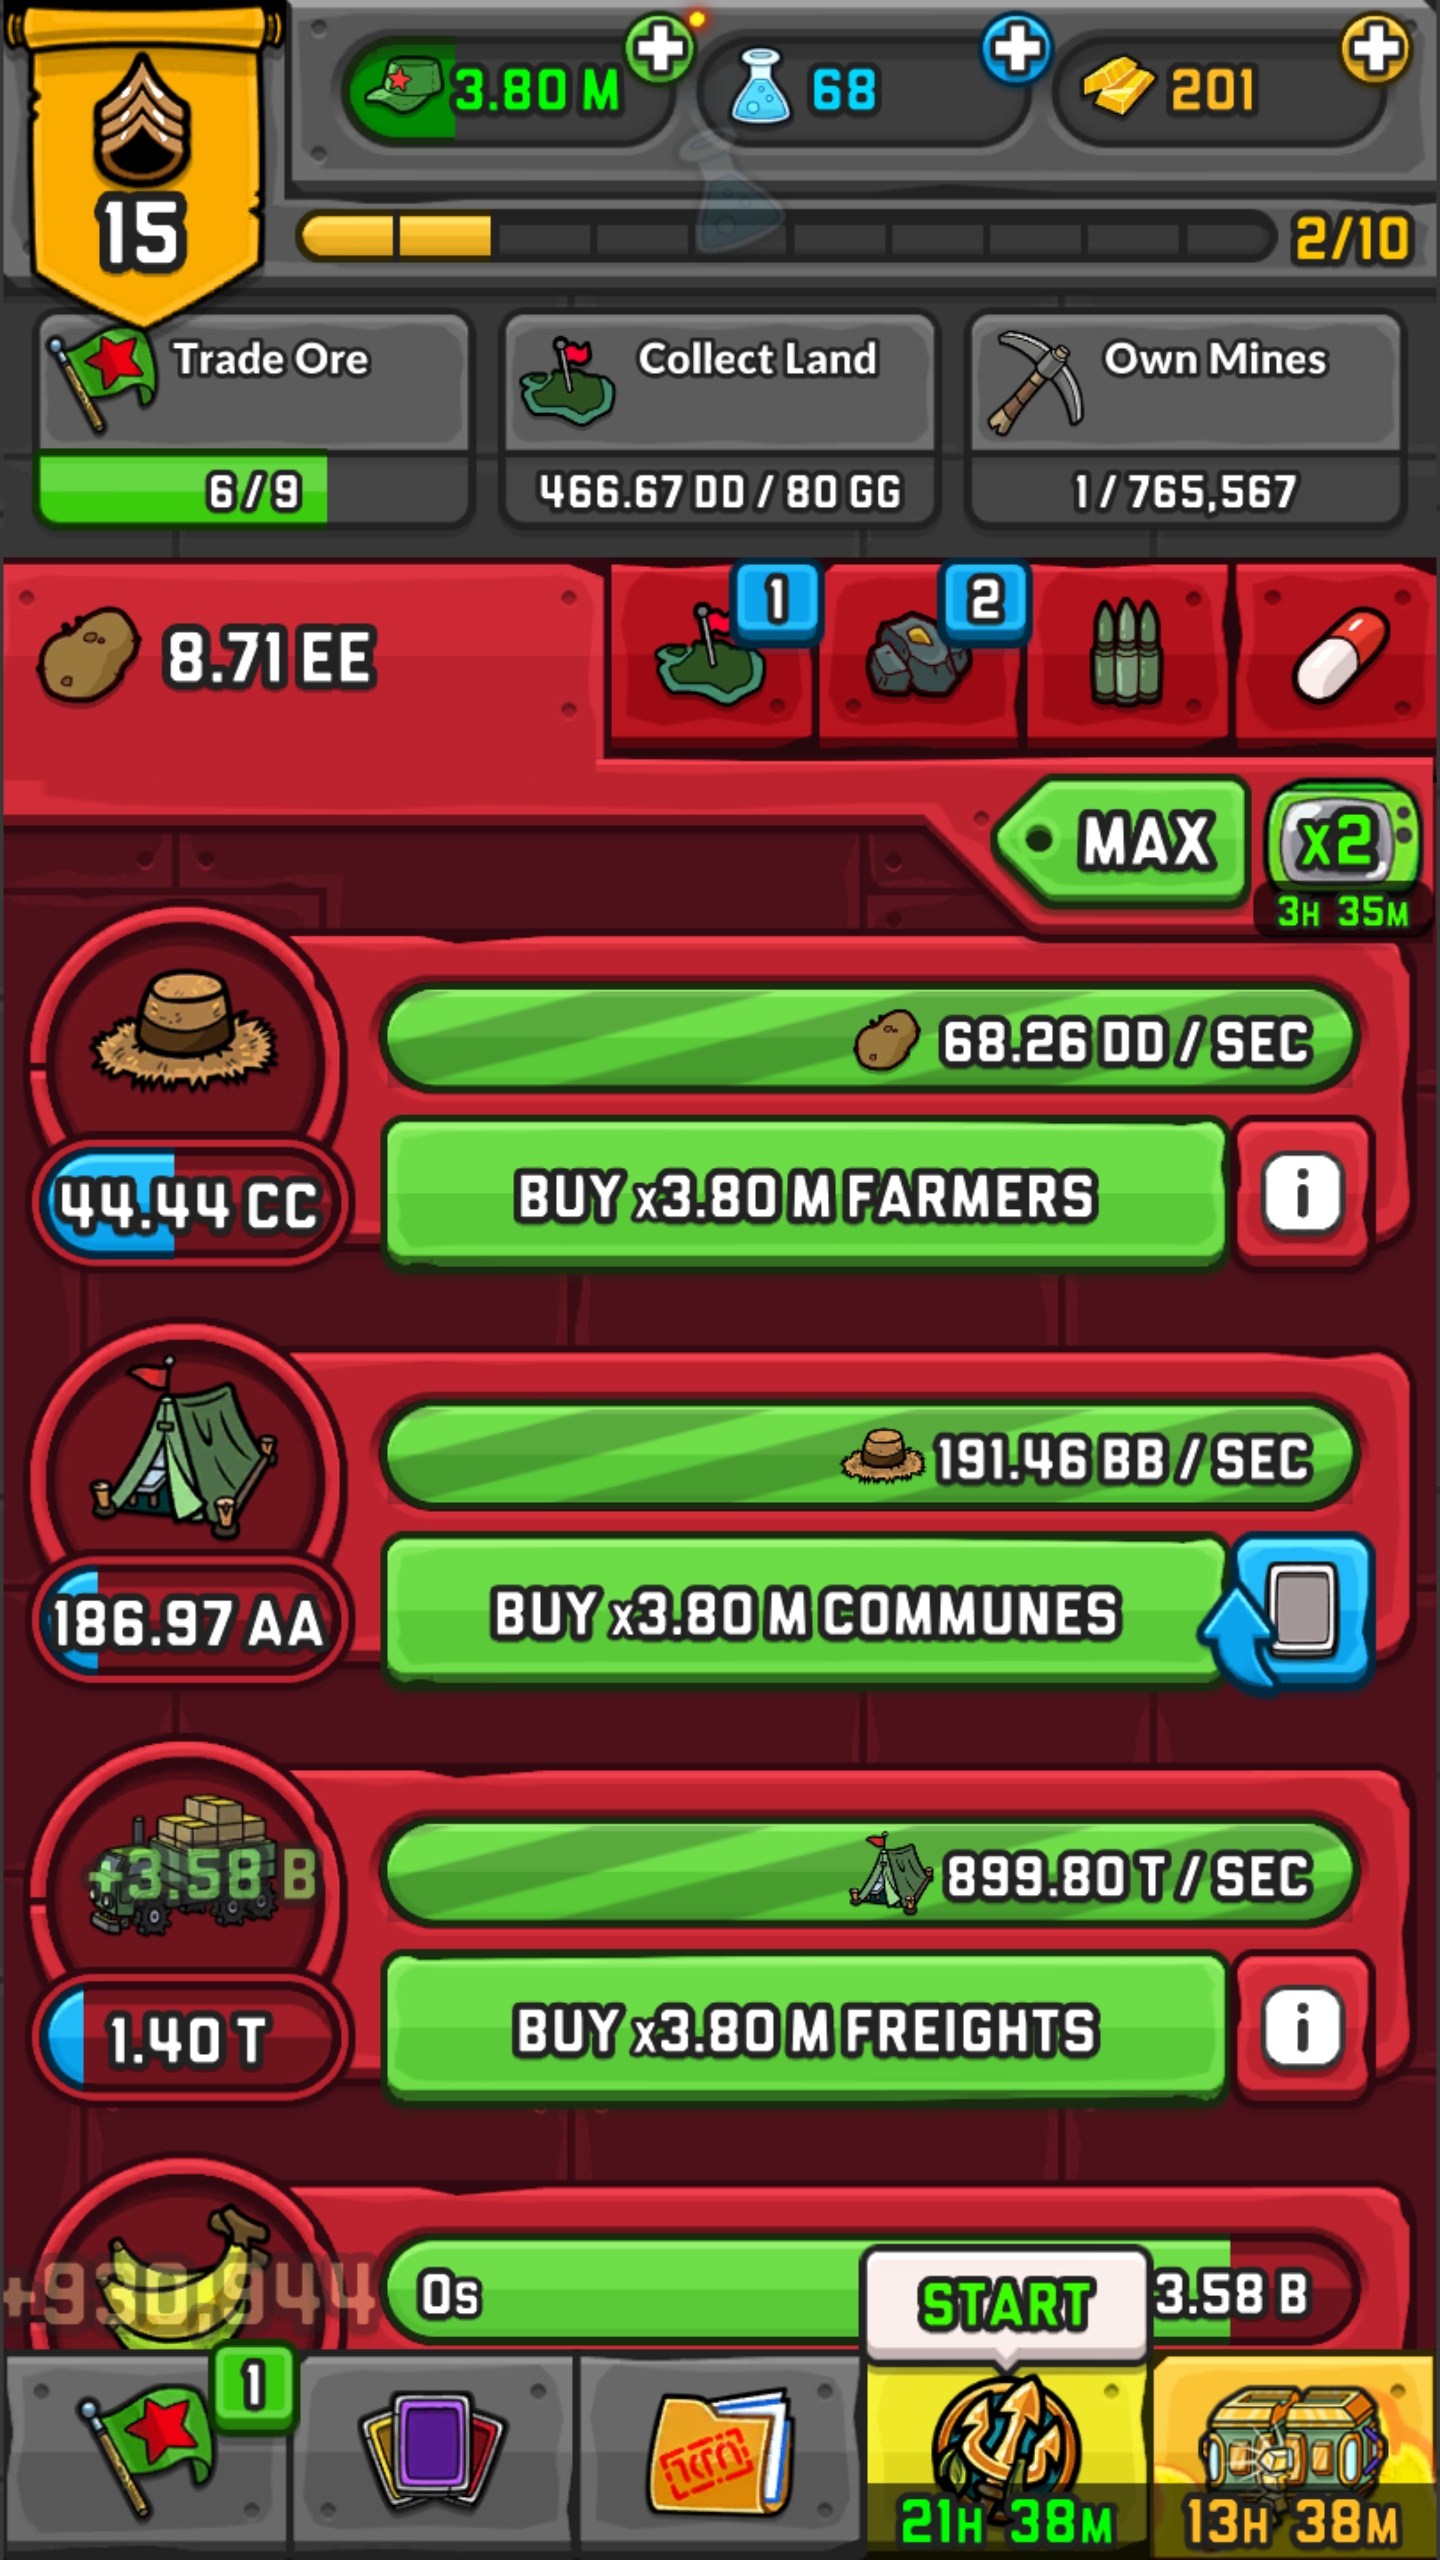 3.80 M
68
201
15
2/10
Trade Ore
Collect Land
Own Mines
6/9
466.67 DD / 80 GG
1 / 765,567
8.71 EE
1
2
MAX
x2
3H 35M
68.26 DD / SEC
44.44 CC
BUY x3.80 M FARMERS
i
191.46 BB / SEC
186.97 AA
BUY x3.80 M COMMUNES
+3.58 B
899.80 T / SEC
1.40 T
BUY x3.80 M FREIGHTS
i
+930,944
0s
3.58 B
START
1
21H 38M
13H 38M